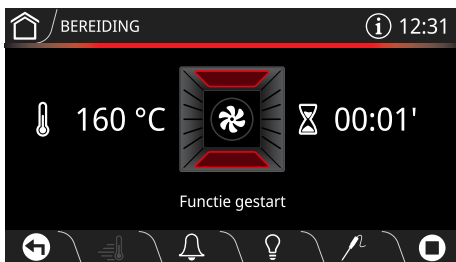 BEREIDING
i 12:31
160 °C
00:01'
Functie gestart